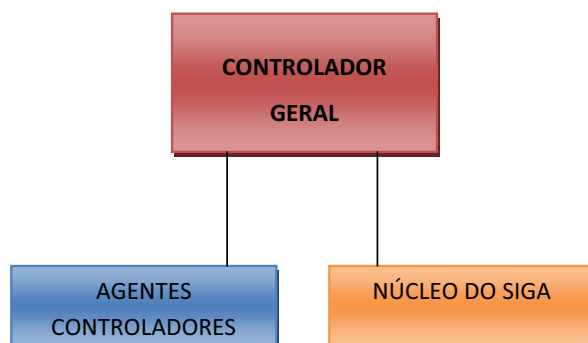 CONTROLADOR
GERAL
AGENTES
CONTROLADORES
NÚCLEO DO SIGA